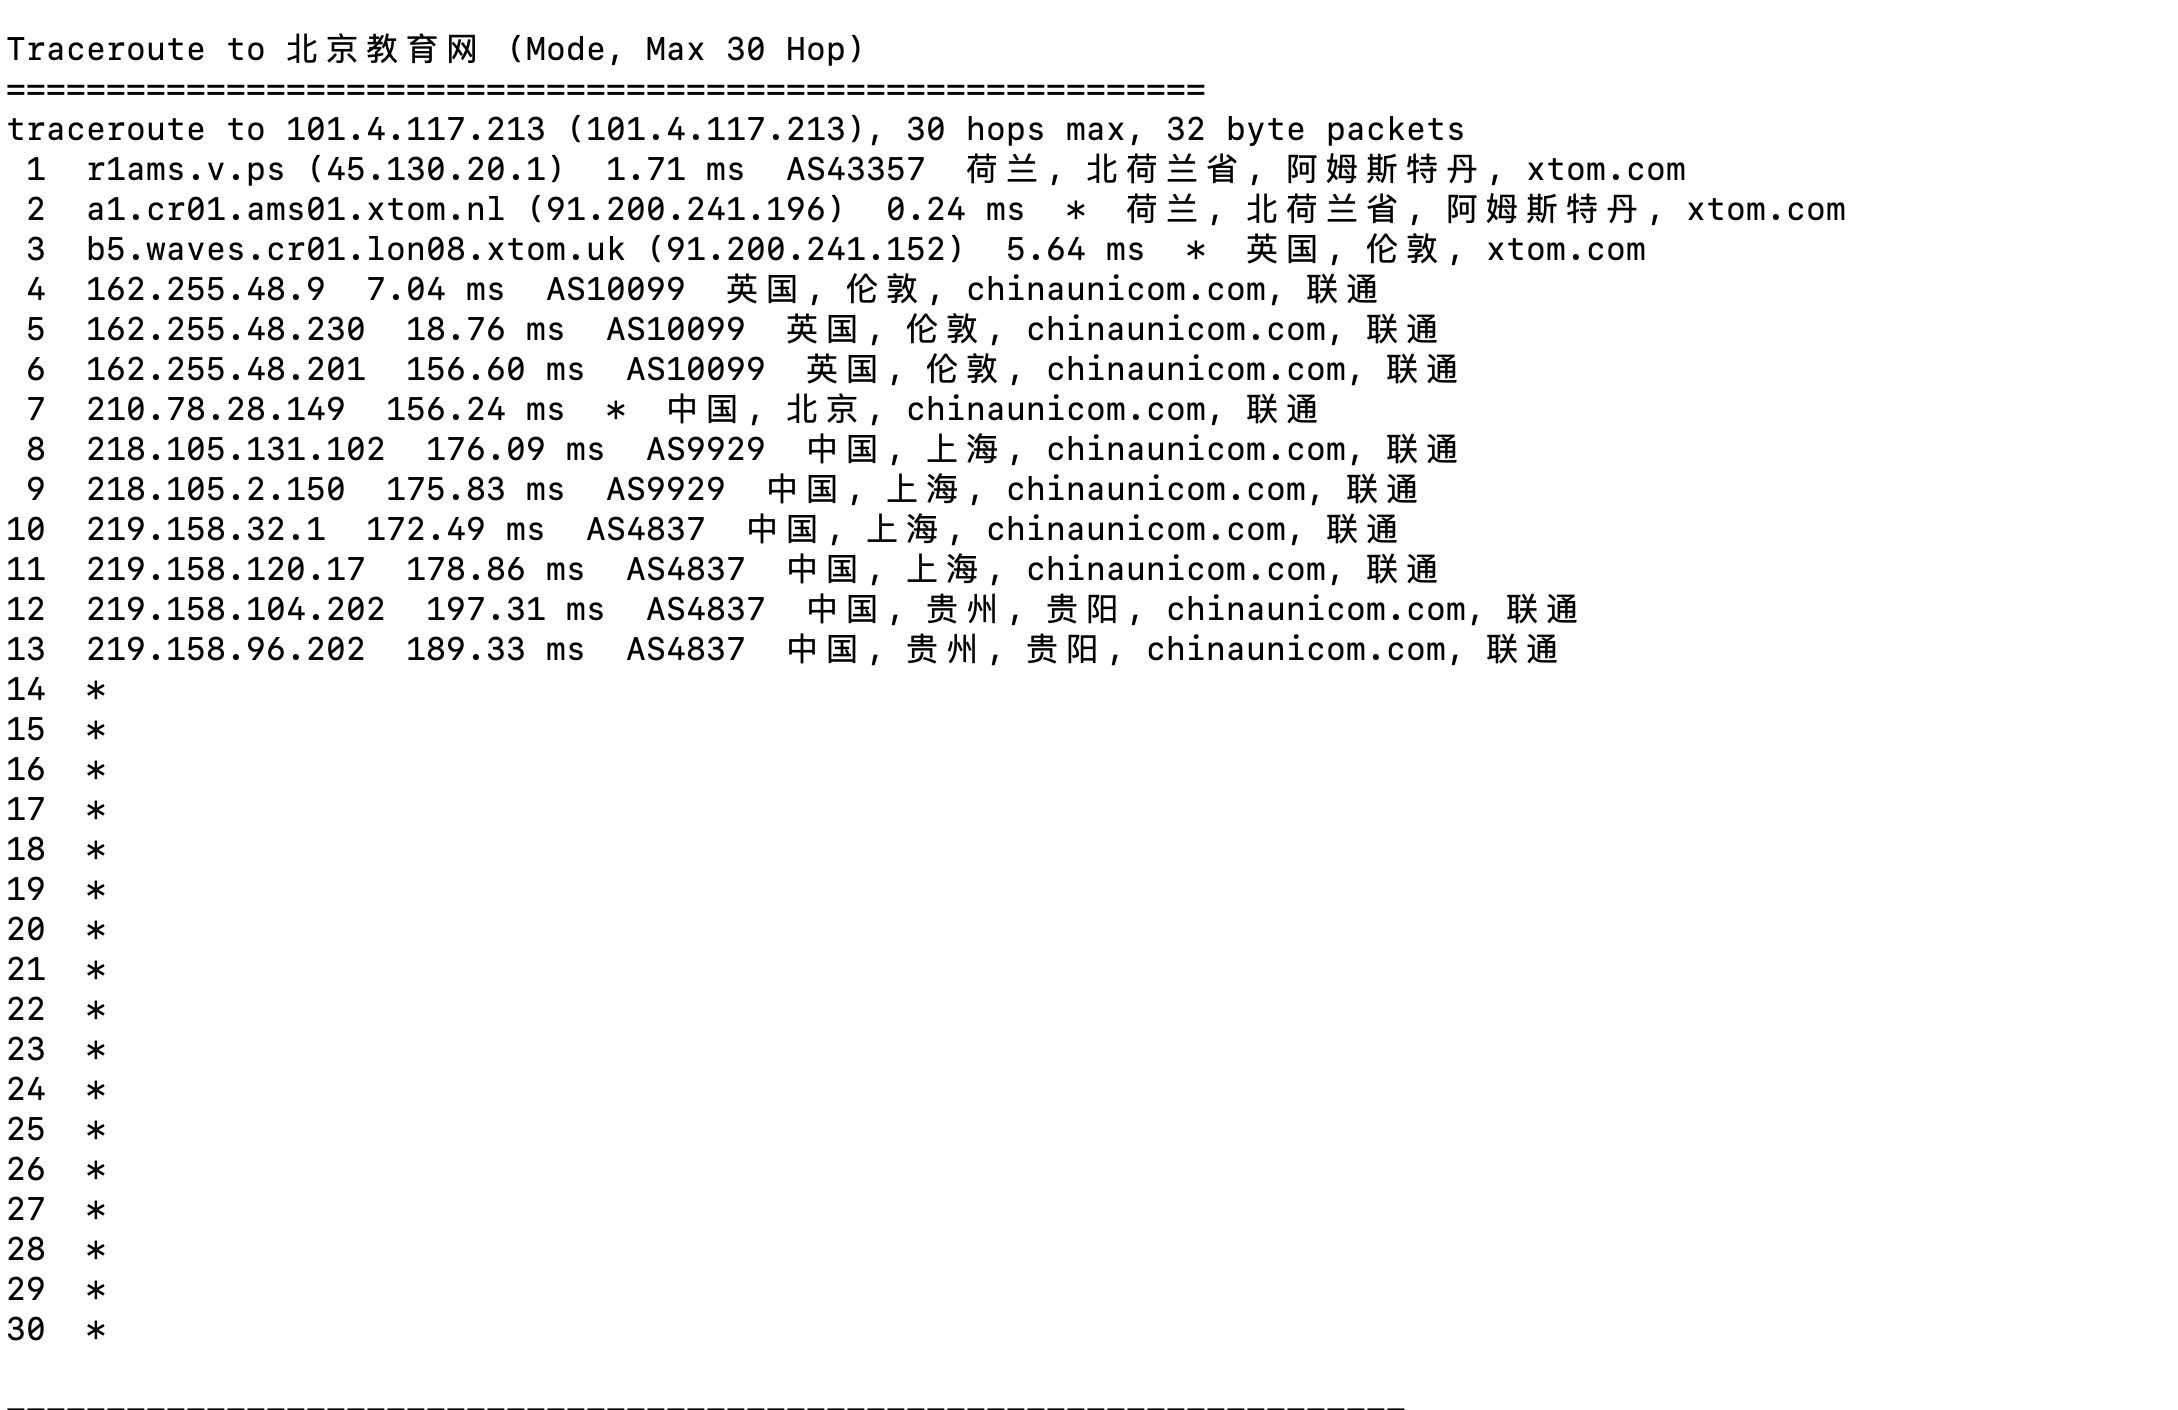 Traceroute to 北京教育网 (Mode, Max 30 Hop)
============================================================
traceroute to 101.4.117.213 (101.4.117.213), 30 hops max, 32 byte packets
 1  r1ams.v.ps (45.130.20.1)  1.71 ms  AS43357  荷兰, 北荷兰省, 阿姆斯特丹, xtom.com
 2  a1.cr01.ams01.xtom.nl (91.200.241.196)  0.24 ms  *  荷兰, 北荷兰省, 阿姆斯特丹, xtom.com
 3  b5.waves.cr01.lon08.xtom.uk (91.200.241.152)  5.64 ms  *  英国, 伦敦, xtom.com
 4  162.255.48.9  7.04 ms  AS10099  英国, 伦敦, chinaunicom.com, 联通
 5  162.255.48.230  18.76 ms  AS10099  英国, 伦敦, chinaunicom.com, 联通
 6  162.255.48.201  156.60 ms  AS10099  英国, 伦敦, chinaunicom.com, 联通
 7  210.78.28.149  156.24 ms  *  中国, 北京, chinaunicom.com, 联通
 8  218.105.131.102  176.09 ms  AS9929  中国, 上海, chinaunicom.com, 联通
 9  218.105.2.150  175.83 ms  AS9929  中国, 上海, chinaunicom.com, 联通
10  219.158.32.1  172.49 ms  AS4837  中国, 上海, chinaunicom.com, 联通
11  219.158.120.17  178.86 ms  AS4837  中国, 上海, chinaunicom.com, 联通
12  219.158.104.202  197.31 ms  AS4837  中国, 贵州, 贵阳, chinaunicom.com, 联通
13  219.158.96.202  189.33 ms  AS4837  中国, 贵州, 贵阳, chinaunicom.com, 联通
14  *
15  *
16  *
17  *
18  *
19  *
20  *
21  *
22  *
23  *
24  *
25  *
26  *
27  *
28  *
29  *
30  *
----------------------------------------------------------------------